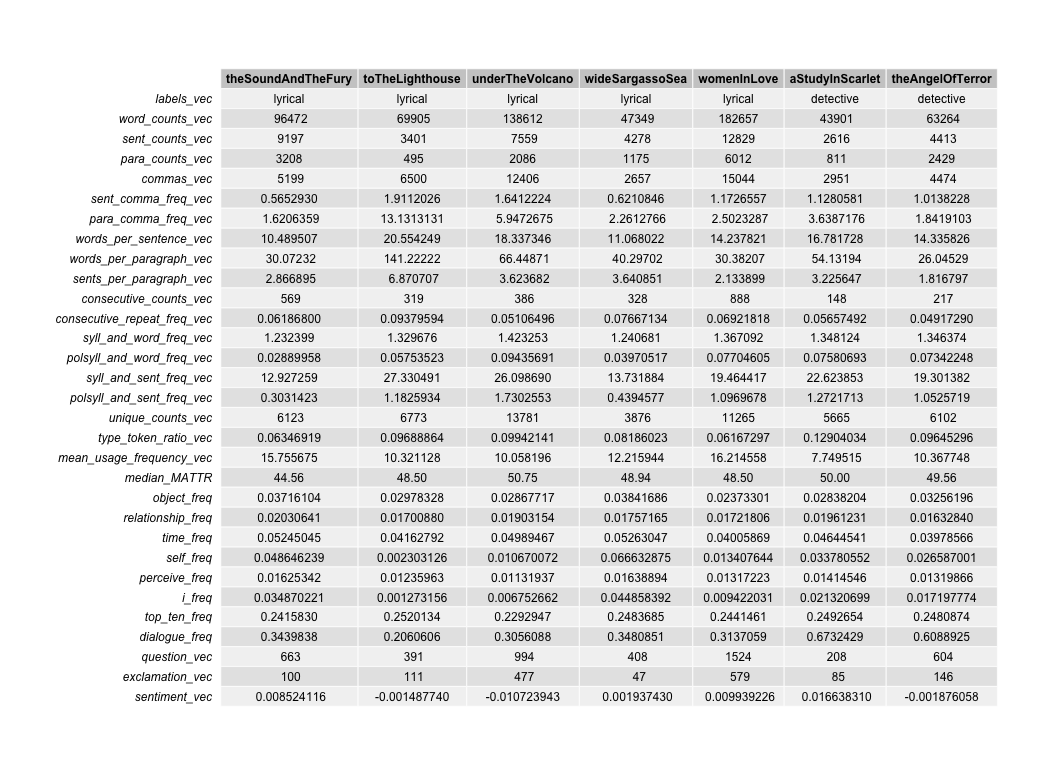 theSoundAndTheFury toTheLighthouse underTheVolcano wideSargassoSea womenInLove aStudyInScarlet theAngelOfTerror
labels_vec lyrical lyrical lyrical lyrical lyrical detective detective
word_counts_vec 96472 69905 138612 47349 182657 43901 63264
sent_counts_vec 9197 3401 7559 4278 12829 2616 4413
para_counts_vec 3208 495 2086 1175 6012 811 2429
commas_vec 5199 6500 12406 2657 15044 2951 4474
sent_comma_freq_vec 0.5652930 1.9112026 1.6412224 0.6210846 1.1726557 1.1280581 1.0138228
para_comma_freq_vec 1.6206359 13.1313131 5.9472675 2.2612766 2.5023287 3.6387176 1.8419103
words_per_sentence_vec 10.489507 20.554249 18.337346 11.068022 14.237821 16.781728 14.335826
words_per_paragraph_vec 30.07232 141.22222 66.44871 40.29702 30.38207 54.13194 26.04529
sents_per_paragraph_vec 2.866895 6.870707 3.623682 3.640851 2.133899 3.225647 1.816797
consecutive_counts_vec 569 319 386 328 888 148 217
consecutive_repeat_freq_vec 0.06186800 0.09379594 0.05106496 0.07667134 0.06921818 0.05657492 0.04917290
syll_and_word_freq_vec 1.232399 1.329676 1.423253 1.240681 1.367092 1.348124 1.346374
polsyll_and_word_freq_vec 0.02889958 0.05753523 0.09435691 0.03970517 0.07704605 0.07580693 0.07342248
syll_and_sent_freq_vec 12.927259 27.330491 26.098690 13.731884 19.464417 22.623853 19.301382
polsyll_and_sent_freq_vec 0.3031423 1.1825934 1.7302553 0.4394577 1.0969678 1.2721713 1.0525719
unique_counts_vec 6123 6773 13781 3876 11265 5665 6102
type_token_ratio_vec 0.06346919 0.09688864 0.09942141 0.08186023 0.06167297 0.12904034 0.09645296
mean_usage_frequency_vec 15.755675 10.321128 10.058196 12.215944 16.214558 7.749515 10.367748
median_MATTR 44.56 48.50 50.75 48.94 48.50 50.00 49.56
object_freq 0.03716104 0.02978328 0.02867717 0.03841686 0.02373301 0.02838204 0.03256196
relationship_freq 0.02030641 0.01700880 0.01903154 0.01757165 0.01721806 0.01961231 0.01632840
time_freq 0.05245045 0.04162792 0.04989467 0.05263047 0.04005869 0.04644541 0.03978566
self_freq 0.048646239 0.002303126 0.010670072 0.066632875 0.013407644 0.033780552 0.026587001
perceive_freq 0.01625342 0.01235963 0.01131937 0.01638894 0.01317223 0.01414546 0.01319866
i_freq 0.034870221 0.001273156 0.006752662 0.044858392 0.009422031 0.021320699 0.017197774
top_ten_freq 0.2415830 0.2520134 0.2292947 0.2483685 0.2441461 0.2492654 0.2480874
dialogue_freq 0.3439838 0.2060606 0.3056088 0.3480851 0.3137059 0.6732429 0.6088925
question_vec 663 391 994 408 1524 208 604
exclamation_vec 100 111 477 47 579 85 146
sentiment_vec 0.008524116 -0.001487740 -0.010723943 0.001937430 0.009939226 0.016638310 -0.001876058